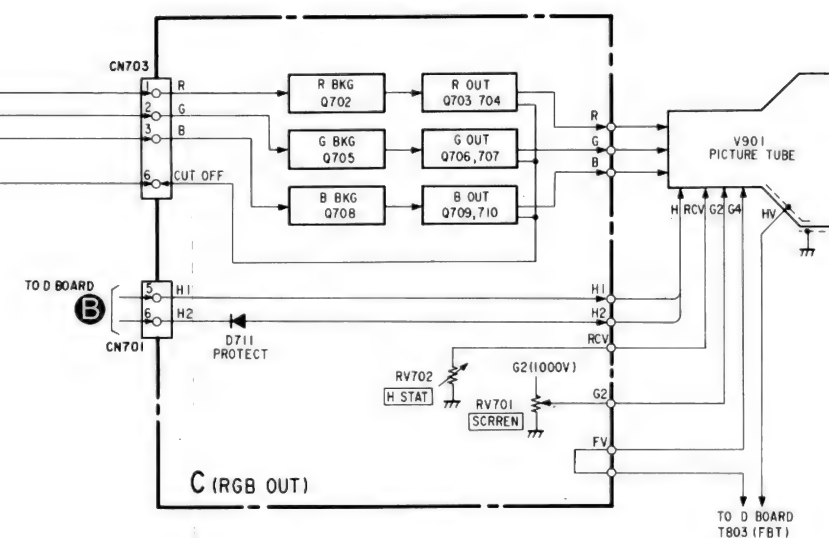 CN703
1 R
2 G
3 B
6 CUT OFF
R BKG
Q702
R OUT
Q703 704
G BKG
Q705
G OUT
Q706,707
B BKG
Q708
B OUT
Q709,710
R
G
B
V901
PICTURE TUBE
H RCV G2 G4
HV
TO D BOARD
B
5 H1
6 H2
CN701
D711
PROTECT
H1
H2
RCV
RV702
H STAT
G2(1000V)
RV701
SCRREN
G2
FV
C (RGB OUT)
TO D BOARD
T803 (FBT)